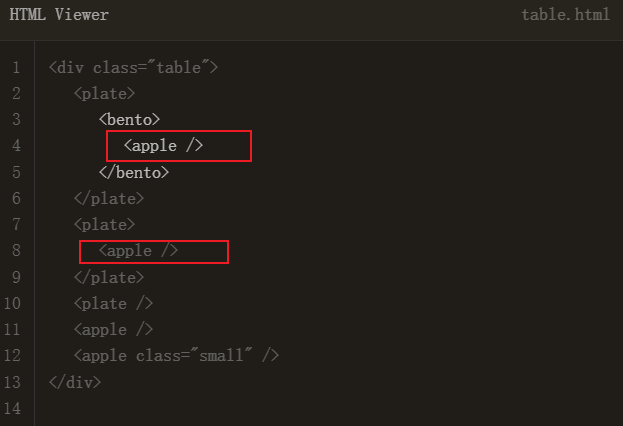 HTML Viewer table.html
1 <div class="table">
2 <plate>
3 <bento>
4 <apple />
5 </bento>
6 </plate>
7 <plate>
8 <apple />
9 </plate>
10 <plate />
11 <apple />
12 <apple class="small" />
13 </div>
14